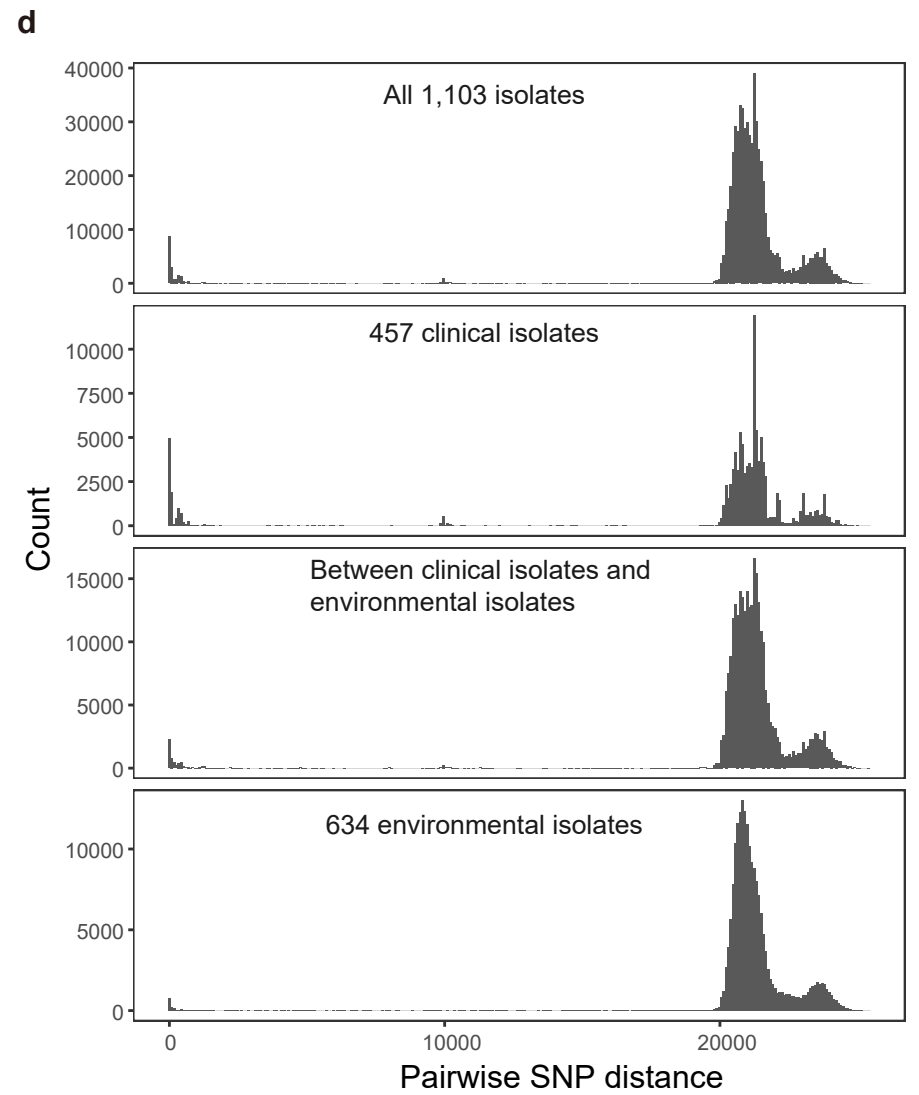 d
Count
40000
30000
20000
10000
0
All 1,103 isolates
10000
7500
5000
2500
0
457 clinical isolates
15000
10000
5000
0
Between clinical isolates and
environmental isolates
10000
5000
0
634 environmental isolates
0 10000 20000
Pairwise SNP distance